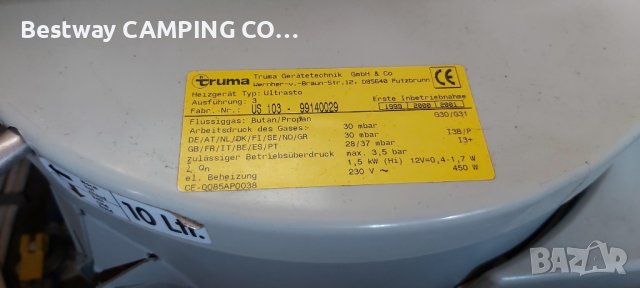 Bestway CAMPING CO...
truma
Truma Gerätetechnik GmbH & Co
Wernher-v.-Braun-Str.12, D85640 Putzbrunn
CE
Heizgerät Typ: Ultrasto
Ausführung: 3
Erste Inbetriebnahme
Fabr.-Nr.: US 103 - 99140029
1999 2000 2001
Flüssiggas: Butan/Propan
G30/G31
Arbeitsdruck des Gases:
DE/AT/NL/DK/FI/SE/NO/GR 30 mbar I3B/P
GB/FR/IT/BE/ES/PT 28/37 mbar I3+
zulässiger Betriebsüberdruck max. 3,5 bar
Qn 1,5 kW (Hi) 12V=0,4-1,7 W
el. Beheizung 230 V ~ 450 W
CE-0085AP0038
10 Ltr.
BAZAR